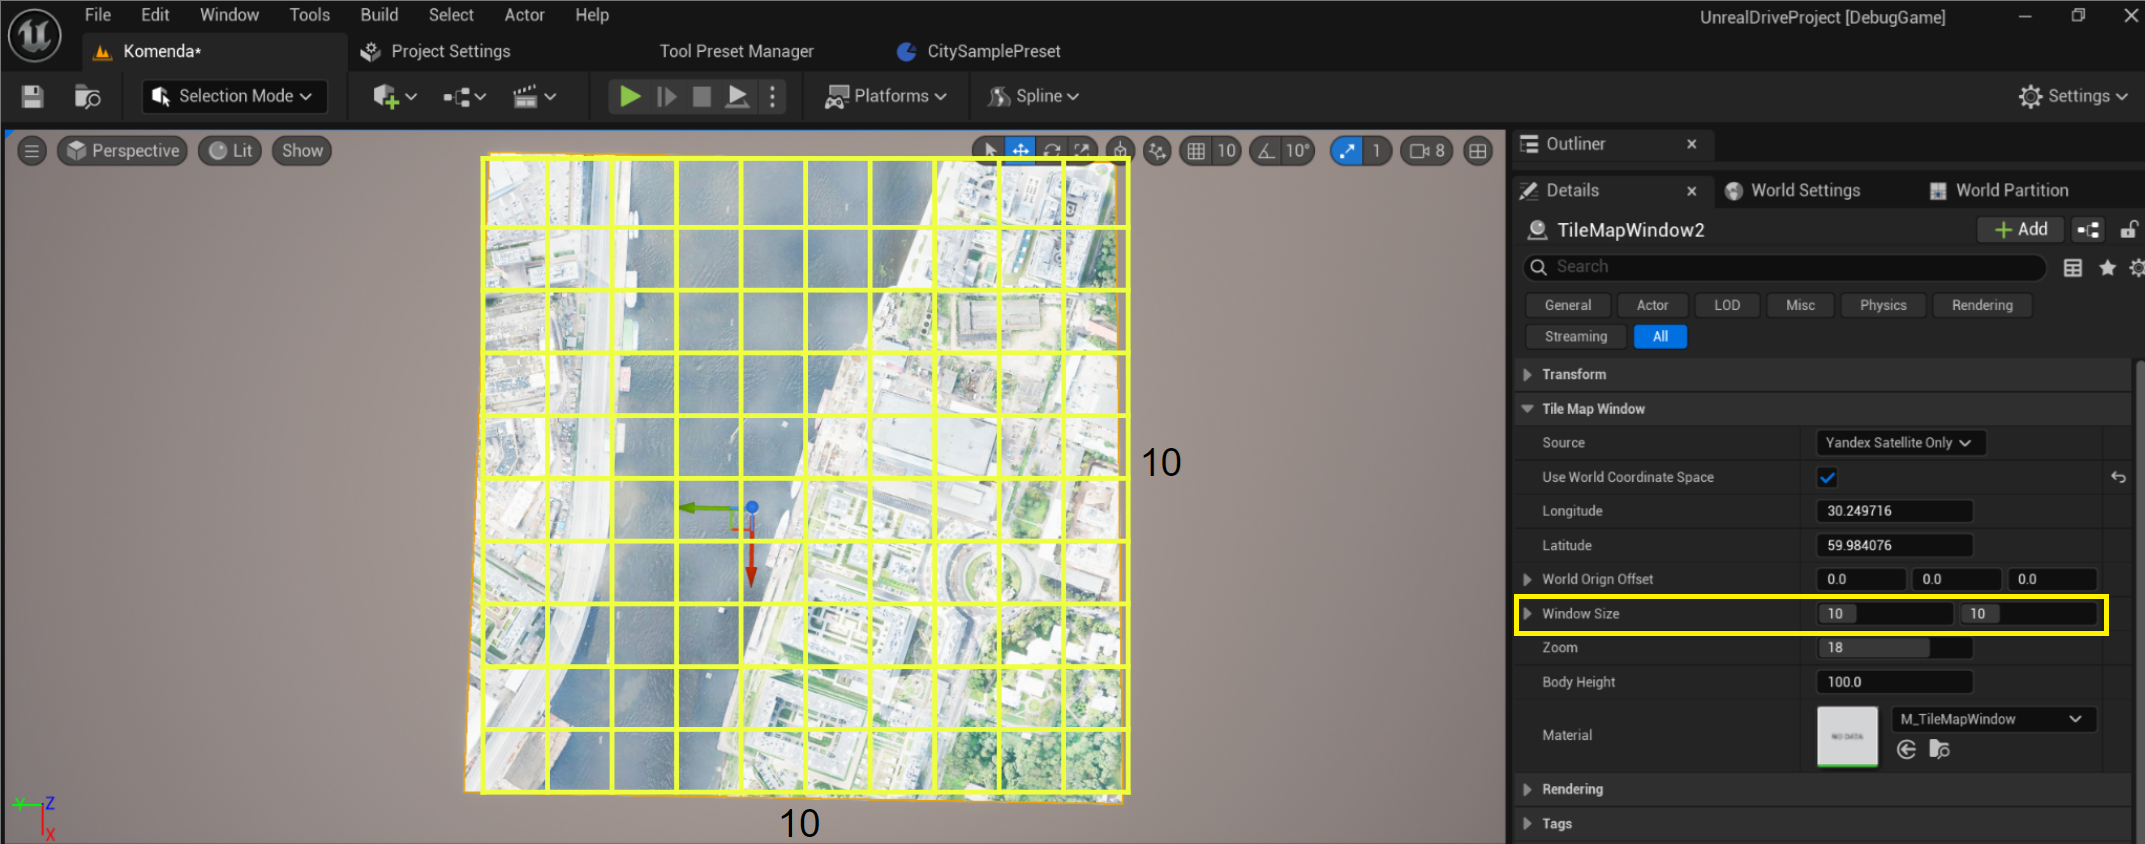 File Edit Window Tools Build Select Actor Help
UnrealDriveProject [DebugGame]
Komenda* Project Settings Tool Preset Manager CitySamplePreset
Selection Mode Platforms Spline Settings
Perspective Lit Show 10 10° 1 8
Outliner
Details World Settings World Partition
TileMapWindow2 Add
Search
General Actor LOD Misc Physics Rendering
Streaming All
Transform
Tile Map Window
Source Yandex Satellite Only
Use World Coordinate Space
Longitude 30.249716
Latitude 59.984076
World Orign Offset 0.0 0.0 0.0
Window Size 10 10
Zoom 18
Body Height 100.0
Material NO DATA M_TileMapWindow
Rendering
Tags
10
10
Y Z
X